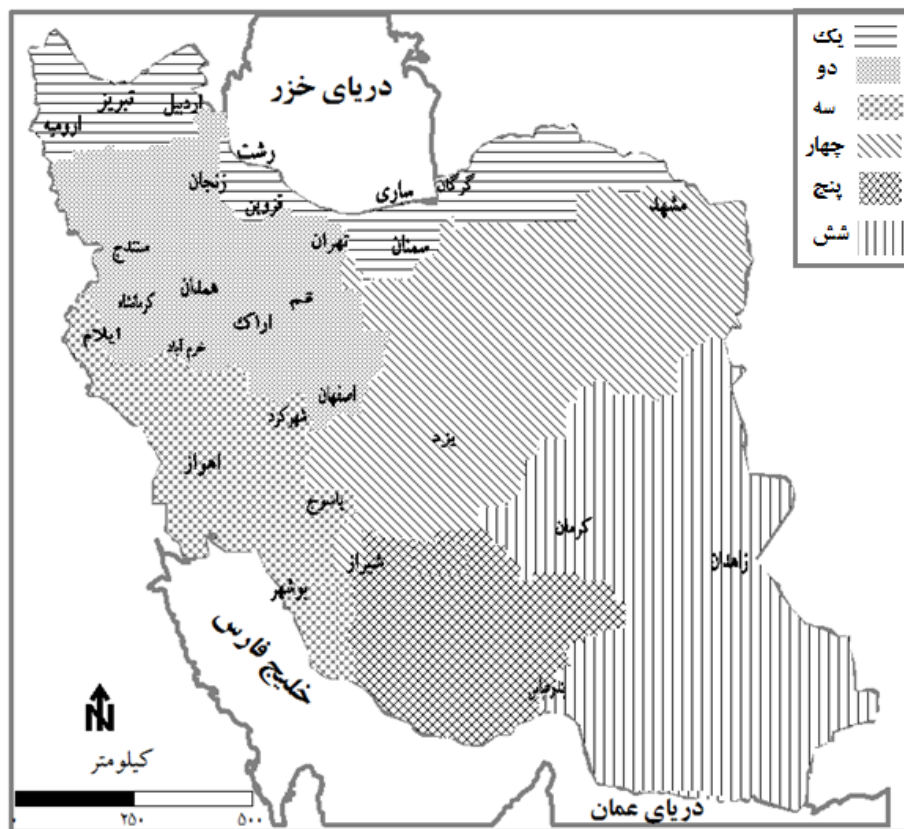 یک
دو
سه
چهار
پنج
شش
دریای خزر
تبریز
اردبیل
ارومیه
رشت
زنجان
قزوین
ساری
گرگان
مشهد
تهران
سمنان
سنندج
همدان
کرمانشاه
قم
اراک
ایلام
خرم آباد
اصفهان
شهرکرد
یزد
اهواز
یاسوج
کرمان
شیراز
زاهدان
بوشهر
خلیج فارس
بندرعباس
N
کیلومتر
۰ ۲۵۰ ۵۰۰
دریای عمان